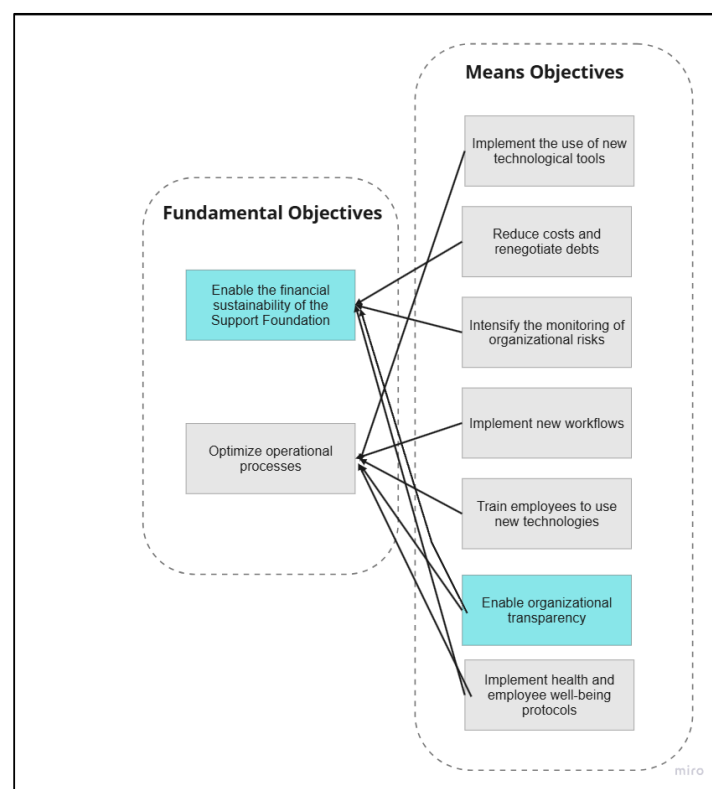 Means Objectives
Implement the use of new
technological tools
Fundamental Objectives
Reduce costs and
renegotiate debts
Enable the financial
sustainability of the
Support Foundation
Intensify the monitoring of
organizational risks
Implement new workflows
Optimize operational
processes
Train employees to use
new technologies
Enable organizational
transparency
Implement health and
employee well-being
protocols
miro